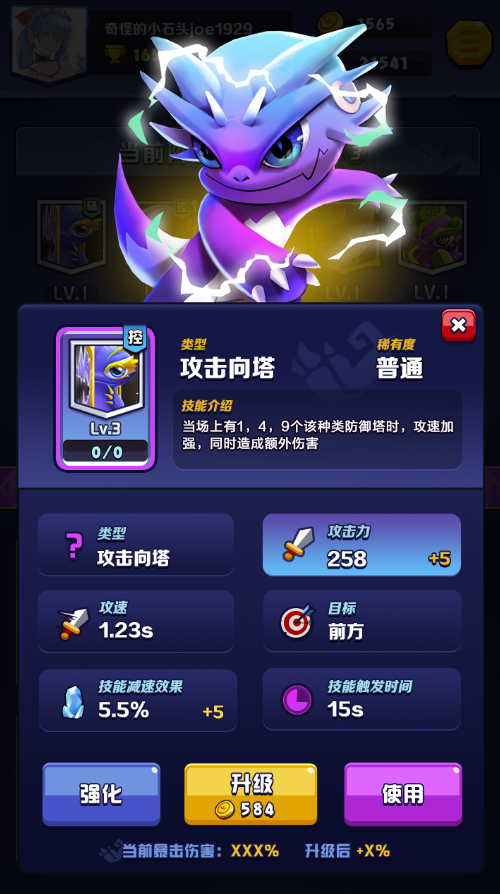 奇怪的小石头joe1929
1565
21541
当前
LV.1
LV.1
控
Lv.3
0/0
类型
攻击向塔
稀有度
普通
技能介绍
当场上有1，4，9个该种类防御塔时，攻速加
强，同时造成额外伤害
类型
攻击向塔
攻击力
258
+5
攻速
1.23s
目标
前方
技能减速效果
5.5%
+5
技能触发时间
15s
强化
升级
584
使用
当前暴击伤害：XXX%
升级后 +X%